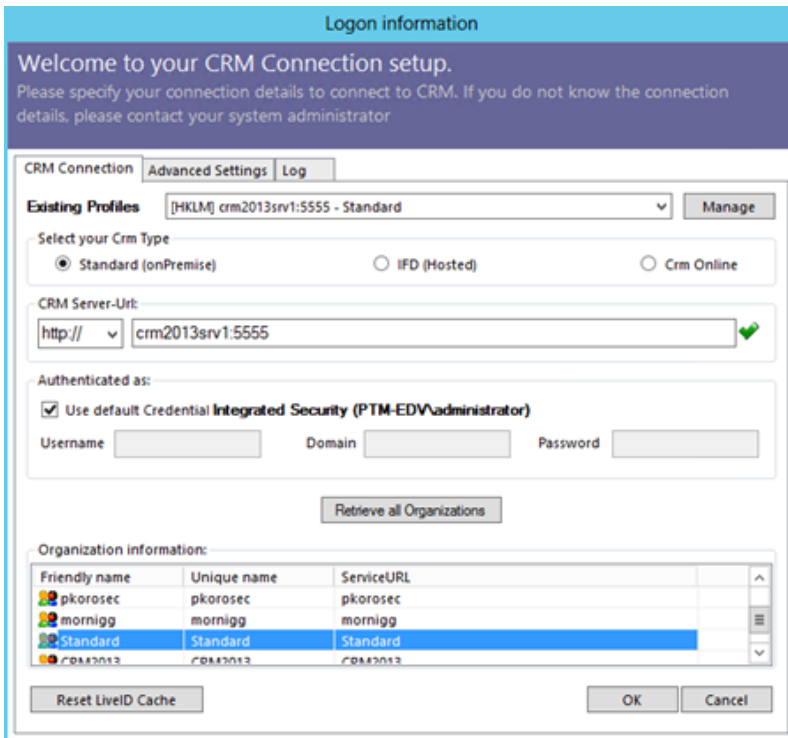 Logon information
Welcome to your CRM Connection setup.
Please specify your connection details to connect to CRM. If you do not know the connection
details, please contact your system administrator
CRM Connection Advanced Settings Log
Existing Profiles [HKLM] crm2013srv1:5555 - Standard Manage
Select your Crm Type
Standard (onPremise) IFD (Hosted) Crm Online
CRM Server-Url:
http:// crm2013srv1:5555
Authenticated as:
Use default Credential Integrated Security (PTM-EDV\administrator)
Username Domain Password
Retrieve all Organizations
Organization information:
Friendly name Unique name ServiceURL
pkorosec pkorosec pkorosec
mornigg mornigg mornigg
Standard Standard Standard
CRM2013 CRM2013 CRM2013
Reset LiveID Cache OK Cancel